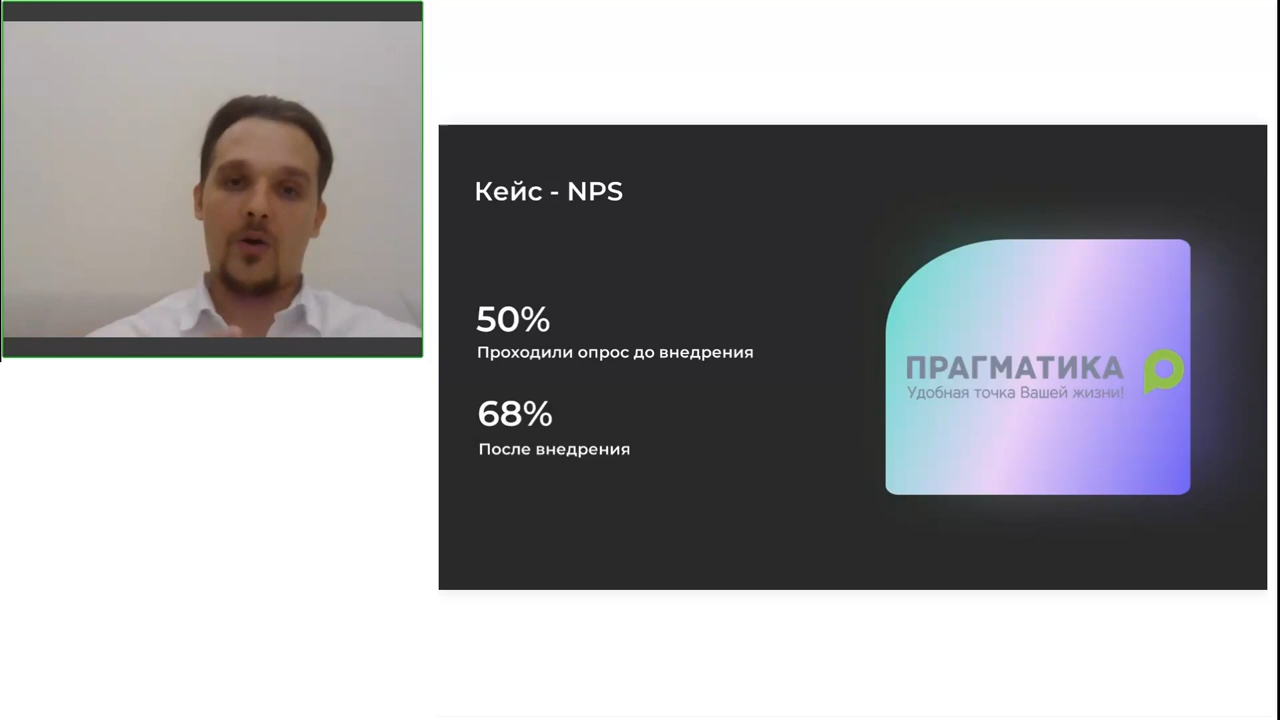 Кейс - NPS
50%
Проходили опрос до внедрения
68%
После внедрения
ПРАГМАТИКА
Удобная точка Вашей жизни!